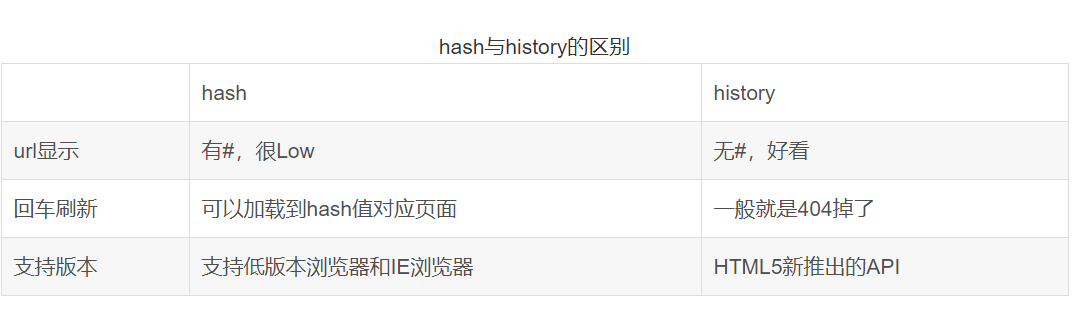 hash与history的区别
hash history
url显示 有#，很Low 无#，好看
回车刷新 可以加载到hash值对应页面 一般就是404掉了
支持版本 支持低版本浏览器和IE浏览器 HTML5新推出的API